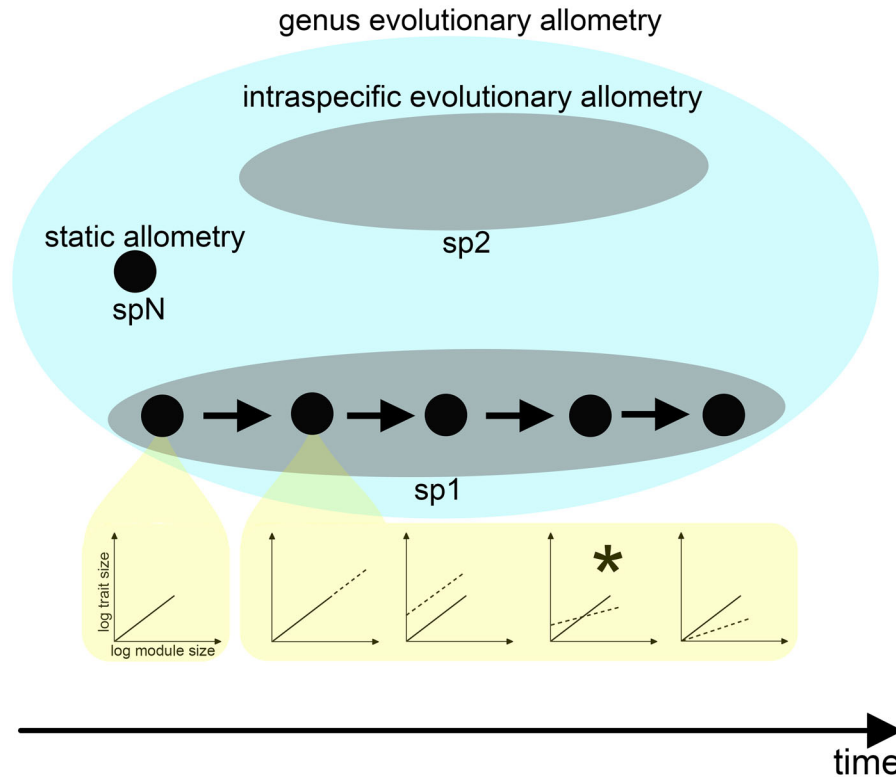 genus evolutionary allometry
intraspecific evolutionary allometry
static allometry
spN
sp2
sp1
log trait size
log module size
*
time